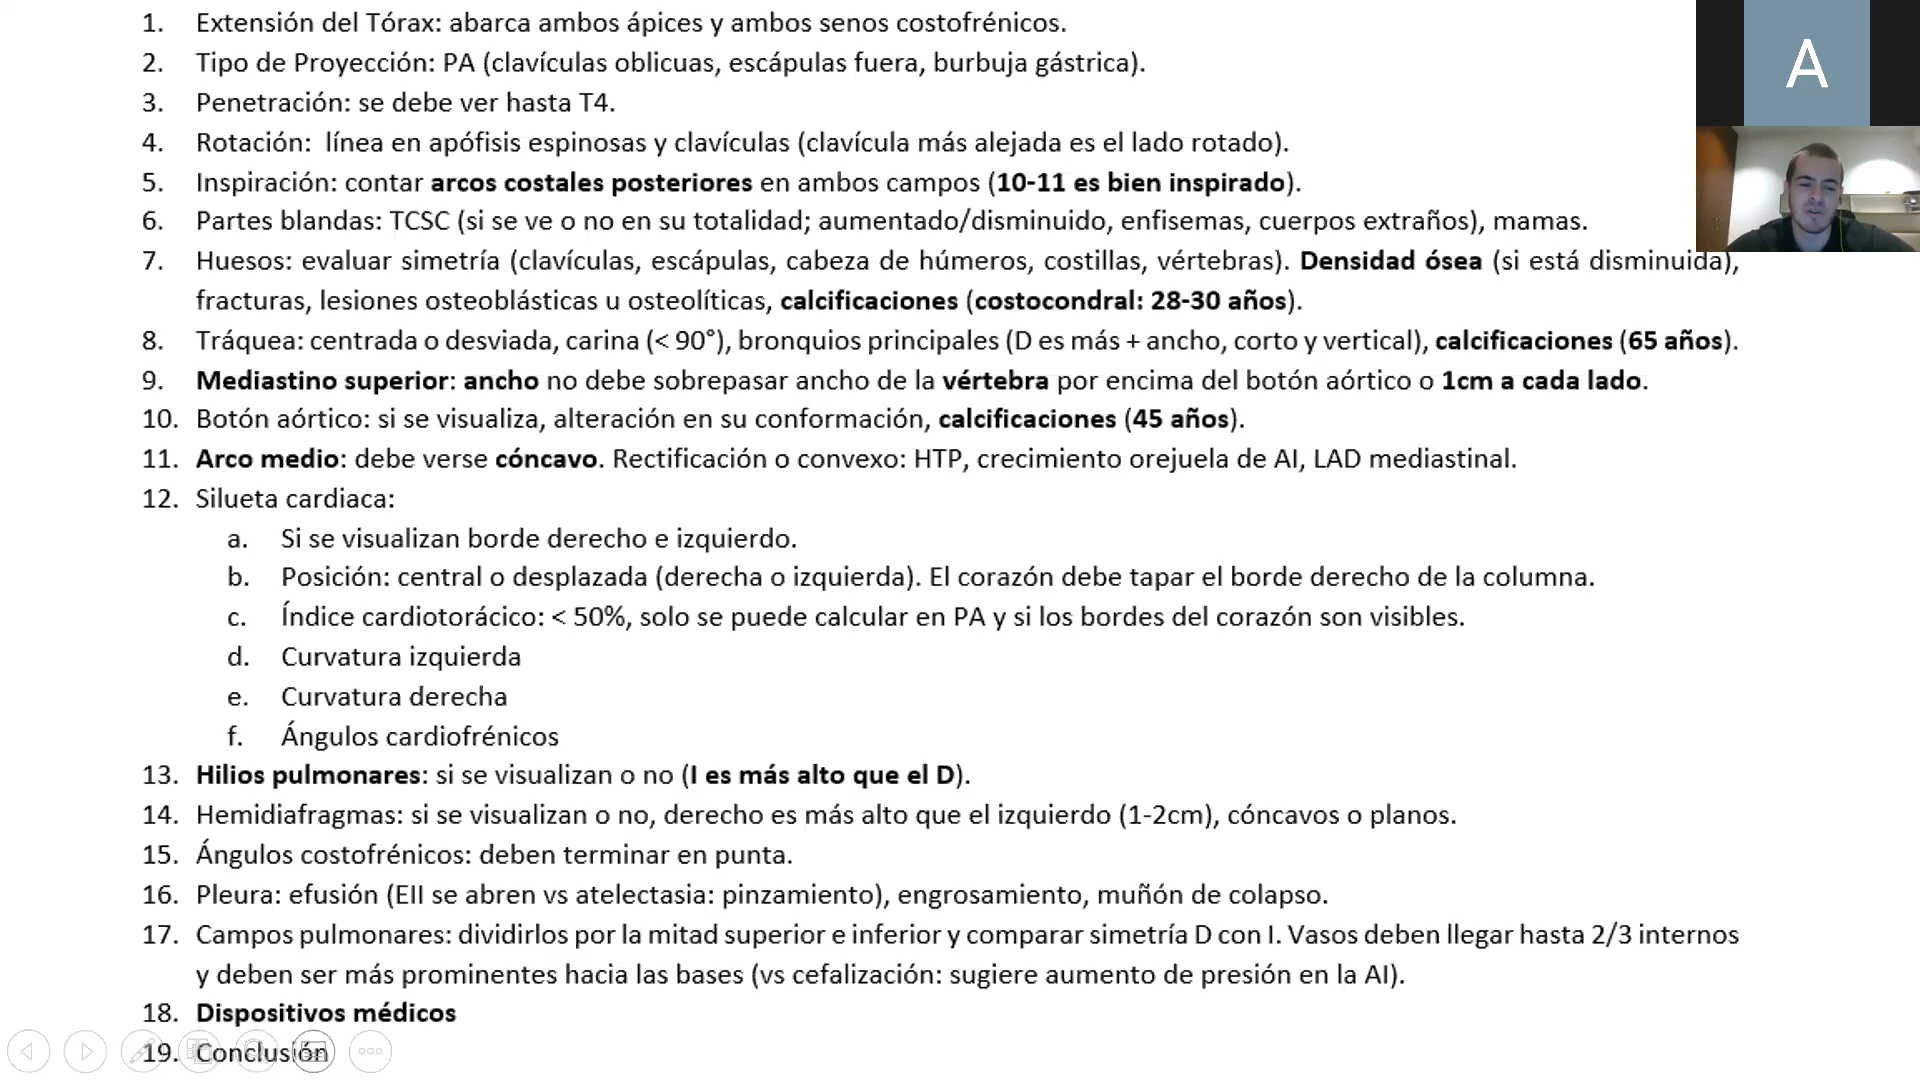 1. Extensión del Tórax: abarca ambos ápices y ambos senos costofrénicos.
2. Tipo de Proyección: PA (clavículas oblicuas, escápulas fuera, burbuja gástrica).
3. Penetración: se debe ver hasta T4.
4. Rotación: línea en apófisis espinosas y clavículas (clavícula más alejada es el lado rotado).
5. Inspiración: contar arcos costales posteriores en ambos campos (10-11 es bien inspirado).
6. Partes blandas: TCSC (si se ve o no en su totalidad; aumentado/disminuido, enfisemas, cuerpos extraños), mamas.
7. Huesos: evaluar simetría (clavículas, escápulas, cabeza de húmeros, costillas, vértebras). Densidad ósea (si está disminuida),
fracturas, lesiones osteoblásticas u osteolíticas, calcificaciones (costocondral: 28-30 años).
8. Tráquea: centrada o desviada, carina (< 90°), bronquios principales (D es más + ancho, corto y vertical), calcificaciones (65 años).
9. Mediastino superior: ancho no debe sobrepasar ancho de la vértebra por encima del botón aórtico o 1cm a cada lado.
10. Botón aórtico: si se visualiza, alteración en su conformación, calcificaciones (45 años).
11. Arco medio: debe verse cóncavo. Rectificación o convexo: HTP, crecimiento orejuela de AI, LAD mediastinal.
12. Silueta cardiaca:
a. Si se visualizan borde derecho e izquierdo.
b. Posición: central o desplazada (derecha o izquierda). El corazón debe tapar el borde derecho de la columna.
c. Índice cardiotorácico: < 50%, solo se puede calcular en PA y si los bordes del corazón son visibles.
d. Curvatura izquierda
e. Curvatura derecha
f. Ángulos cardiofrénicos
13. Hilios pulmonares: si se visualizan o no (I es más alto que el D).
14. Hemidiafragmas: si se visualizan o no, derecho es más alto que el izquierdo (1-2cm), cóncavos o planos.
15. Ángulos costofrénicos: deben terminar en punta.
16. Pleura: efusión (EII se abren vs atelectasia: pinzamiento), engrosamiento, muñón de colapso.
17. Campos pulmonares: dividirlos por la mitad superior e inferior y comparar simetría D con I. Vasos deben llegar hasta 2/3 internos
y deben ser más prominentes hacia las bases (vs cefalización: sugiere aumento de presión en la AI).
18. Dispositivos médicos
19. Conclusión
A